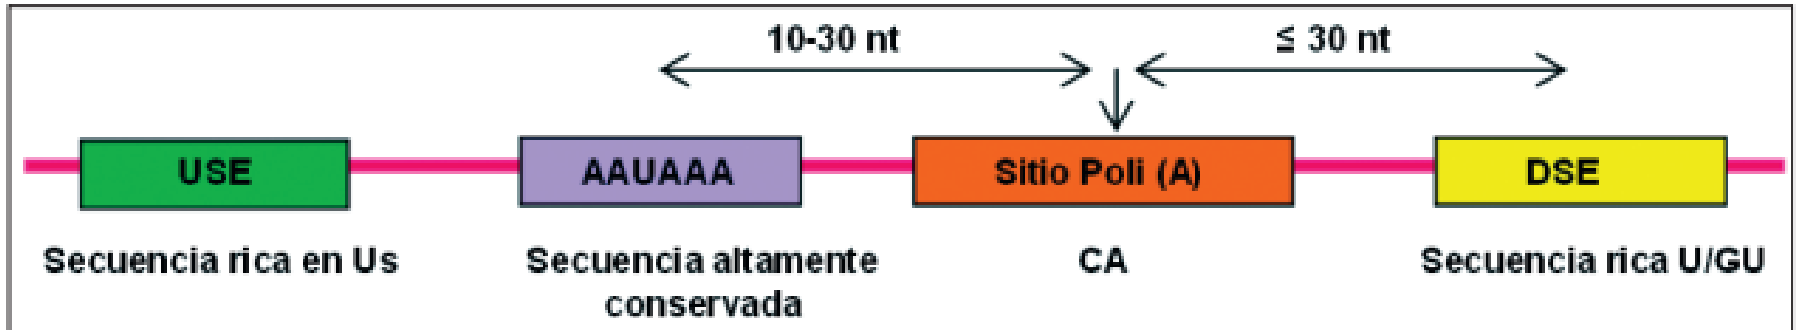 10-30 nt
≤ 30 nt
USE
AAUAAA
Sitio Poli (A)
DSE
Secuencia rica en Us
Secuencia altamente
conservada
CA
Secuencia rica U/GU